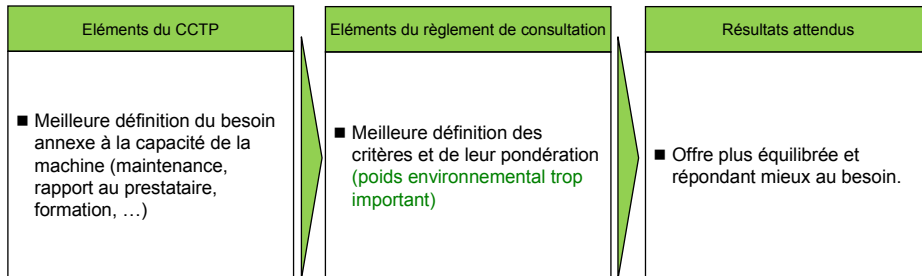 Eléments du CCTP
Eléments du règlement de consultation
Résultats attendus
■ Meilleure définition du besoin
annexe à la capacité de la
machine (maintenance,
rapport au prestataire,
formation, …)
■ Meilleure définition des
critères et de leur pondération
(poids environnemental trop
important)
■ Offre plus équilibrée et
répondant mieux au besoin.